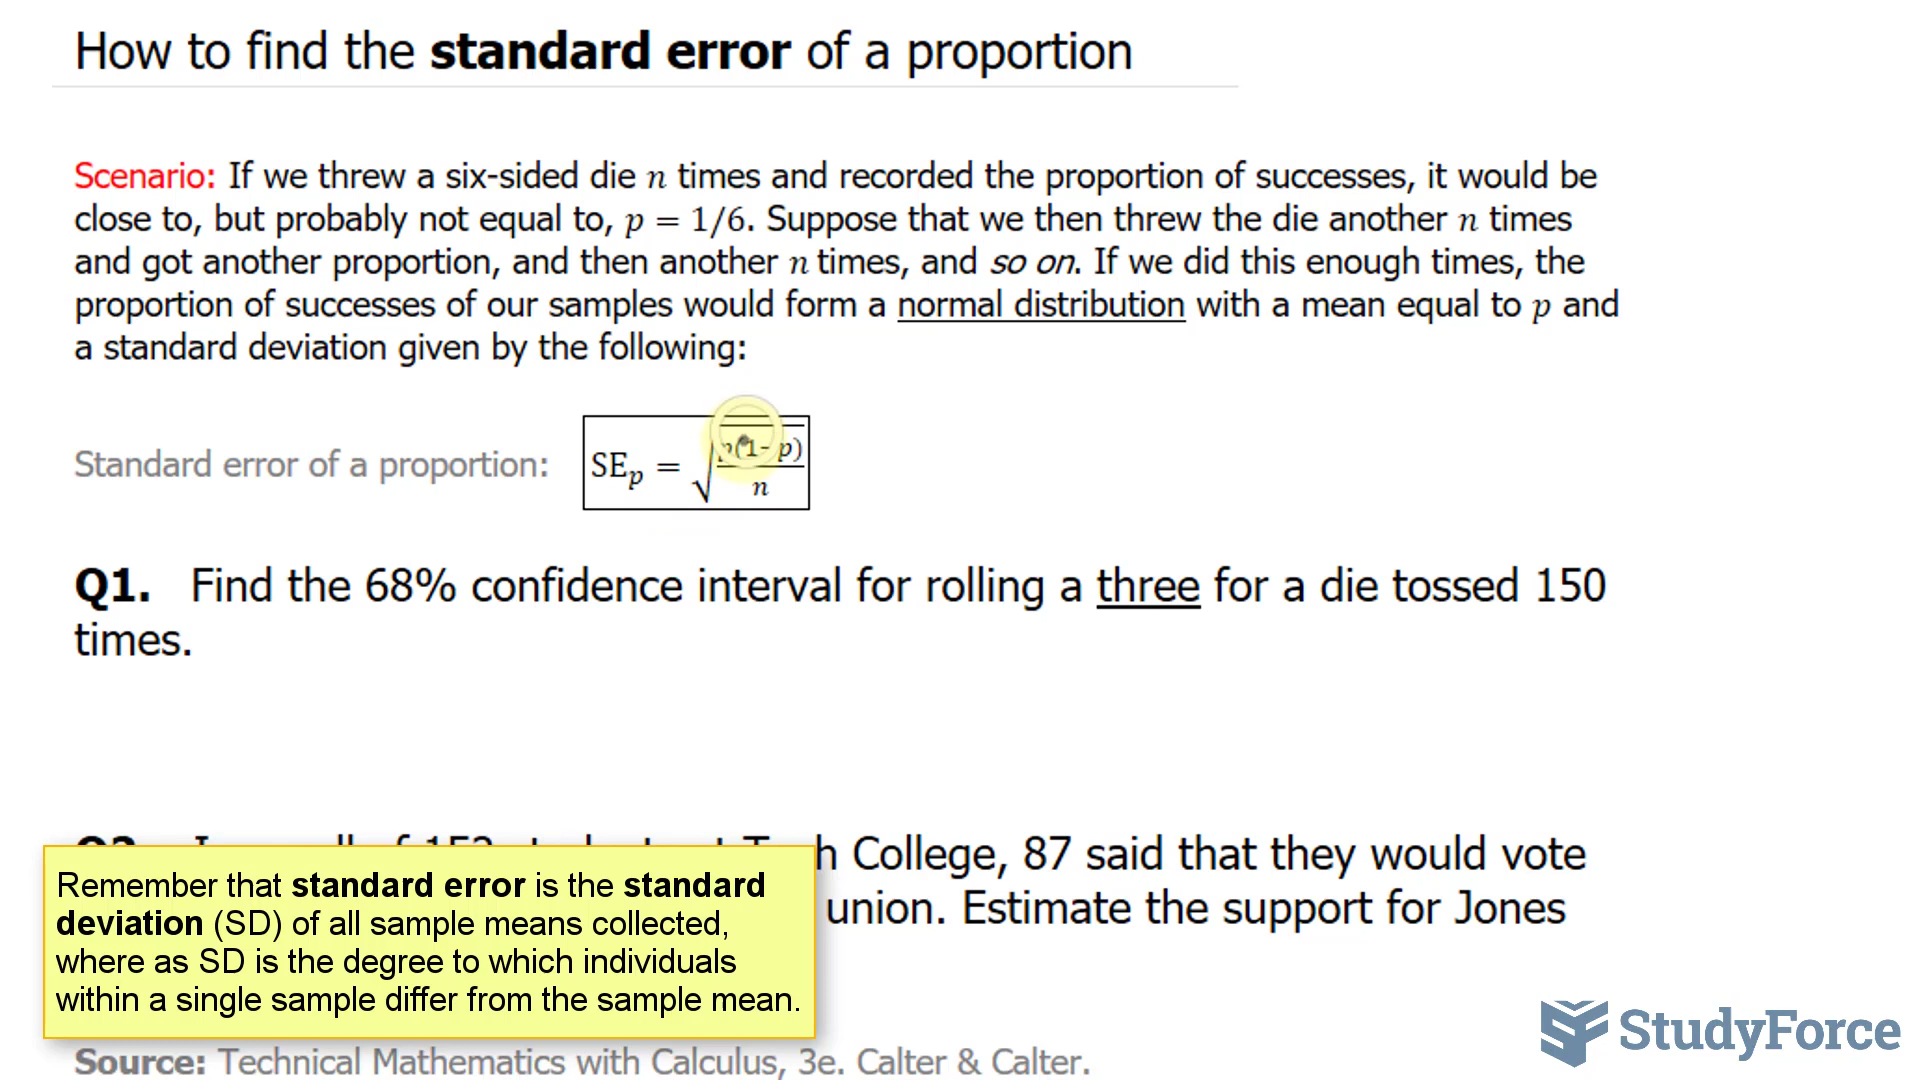 How to find the standard error of a proportion
Scenario: If we threw a six-sided die n times and recorded the proportion of successes, it would be
close to, but probably not equal to, p = 1/6. Suppose that we then threw the die another n times
and got another proportion, and then another n times, and so on. If we did this enough times, the
proportion of successes of our samples would form a normal distribution with a mean equal to p and
a standard deviation given by the following:
Standard error of a proportion: SEₚ = √(p(1−p)/n)
Q1. Find the 68% confidence interval for rolling a three for a die tossed 150
times.
h College, 87 said that they would vote
union. Estimate the support for Jones
Remember that standard error is the standard
deviation (SD) of all sample means collected,
where as SD is the degree to which individuals
within a single sample differ from the sample mean.
StudyForce
Source: Technical Mathematics with Calculus, 3e. Calter & Calter.